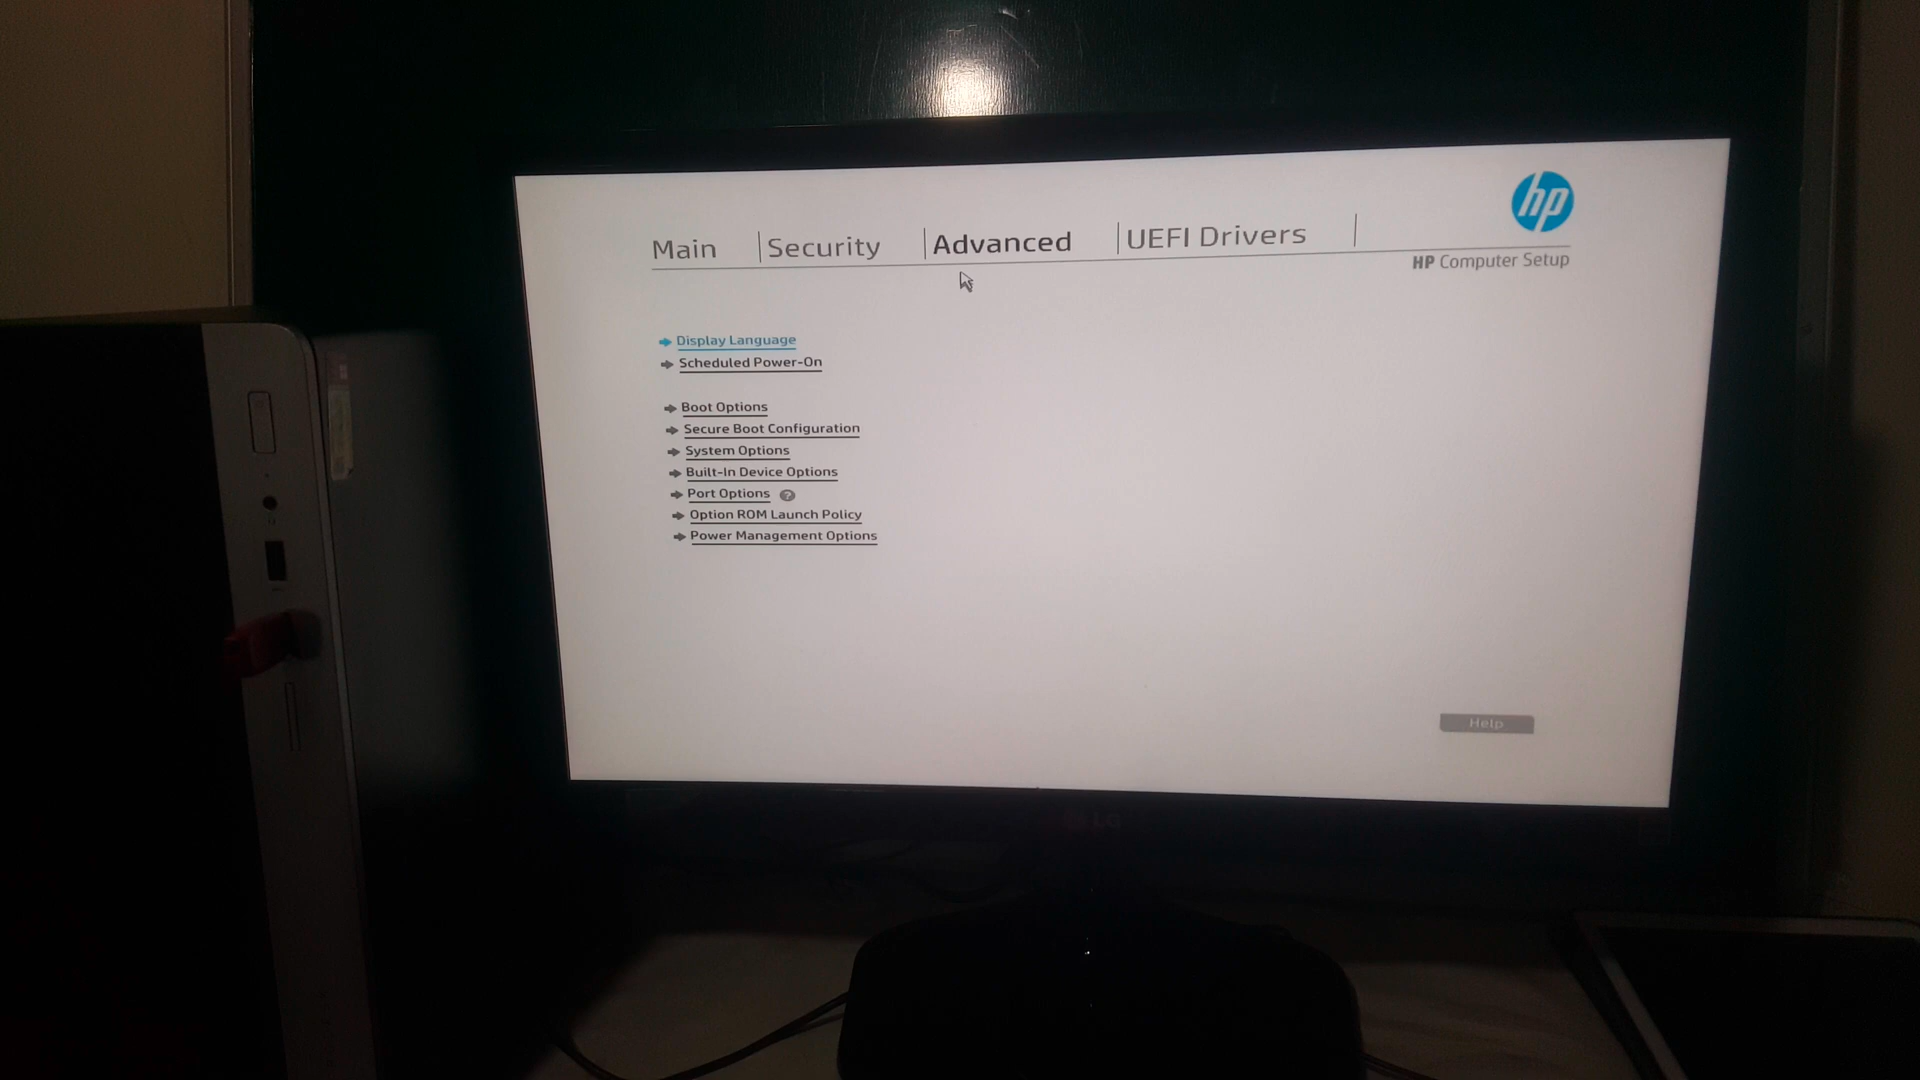 hp
Main Security Advanced UEFI Drivers
HP Computer Setup
Display Language
Scheduled Power-On
Boot Options
Secure Boot Configuration
System Options
Built-In Device Options
Port Options ?
Option ROM Launch Policy
Power Management Options
Help
LG